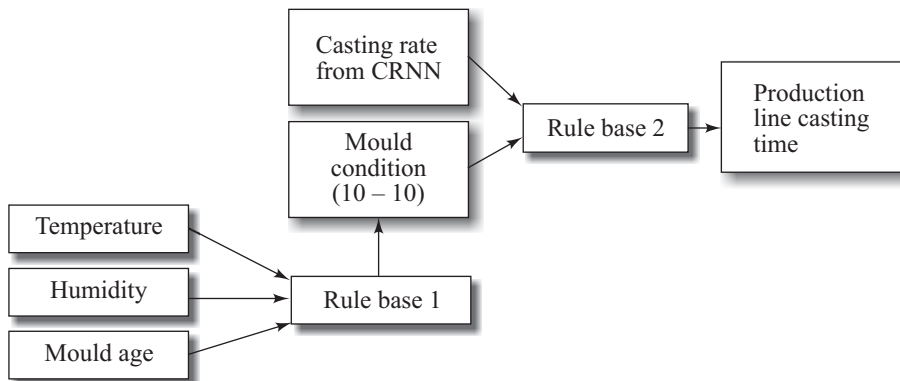 Casting rate
from CRNN
Mould
condition
(10 – 10)
Rule base 2
Production
line casting
time
Temperature
Humidity
Mould age
Rule base 1